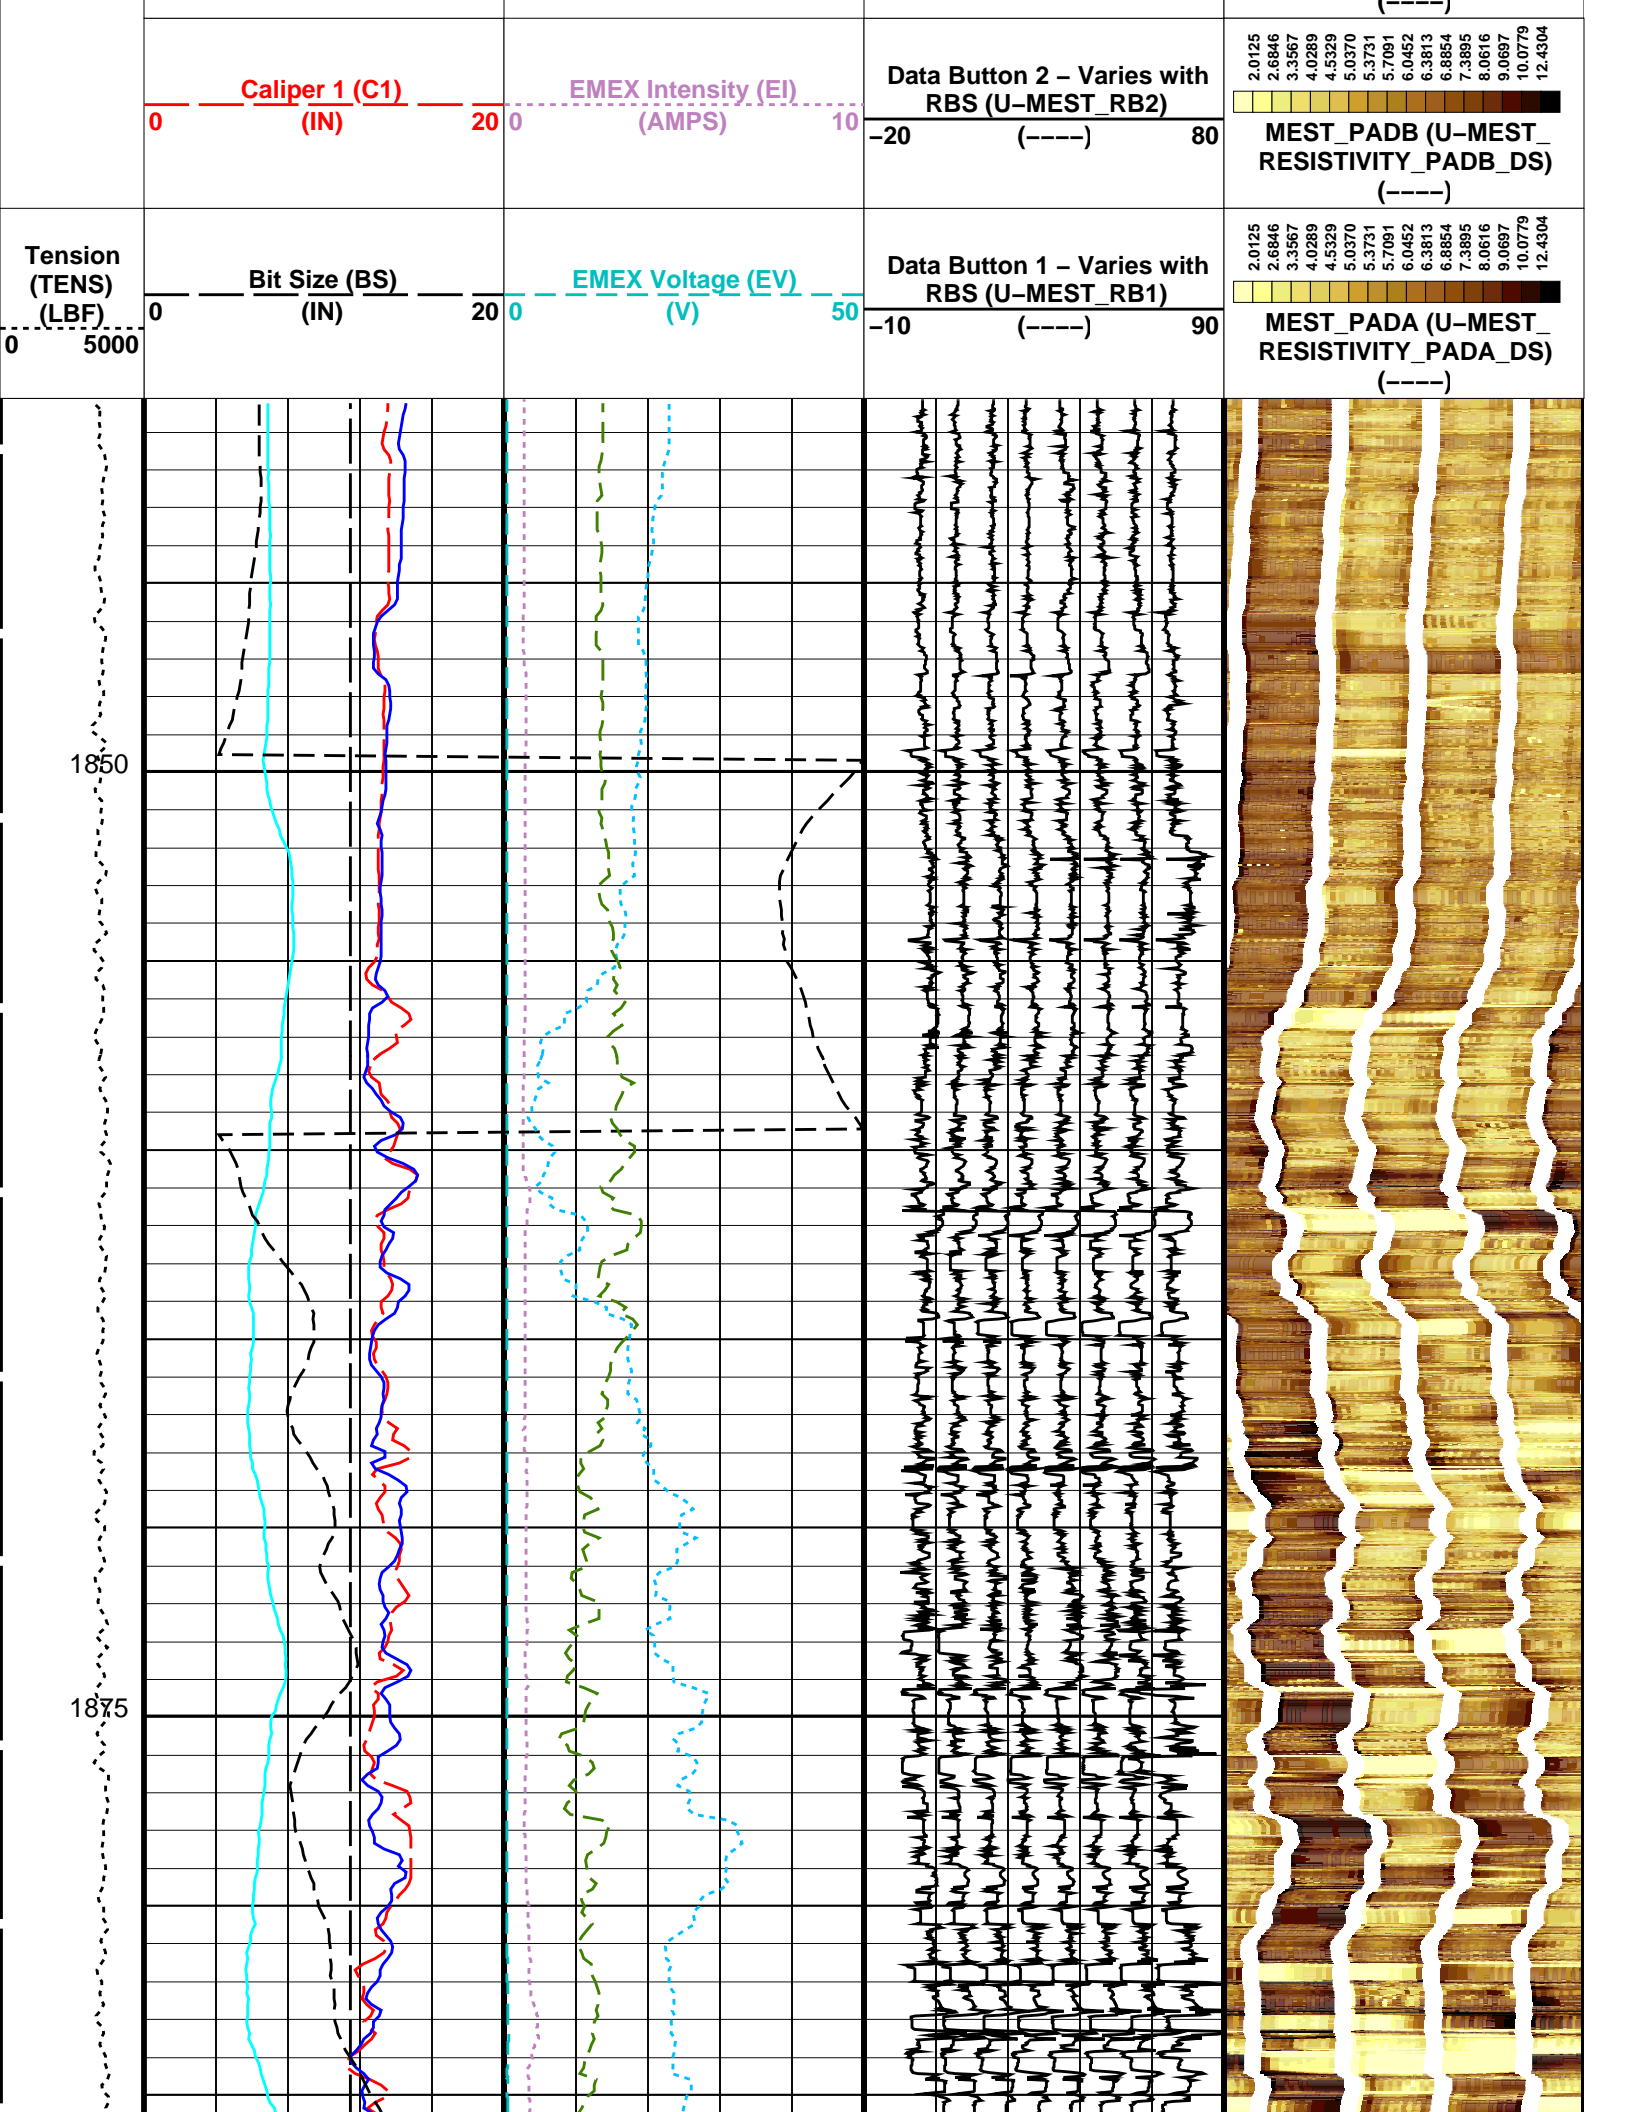 (----)
2.0125 2.6846 3.3567 4.0289 4.5329 5.0370 5.3731 5.7091 6.0452 6.3813 6.8854 7.3895 8.0616 9.0697 10.0779 12.4304
Caliper 1 (C1)
0 (IN) 20
EMEX Intensity (EI)
0 (AMPS) 10
Data Button 2 – Varies with
RBS (U–MEST_RB2)
–20 (––––) 80
MEST_PADB (U–MEST_
RESISTIVITY_PADB_DS)
(––––)
Tension
(TENS)
(LBF)
0 5000
Bit Size (BS)
0 (IN) 20
EMEX Voltage (EV)
0 (V) 50
Data Button 1 – Varies with
RBS (U–MEST_RB1)
–10 (––––) 90
2.0125 2.6846 3.3567 4.0289 4.5329 5.0370 5.3731 5.7091 6.0452 6.3813 6.8854 7.3895 8.0616 9.0697 10.0779 12.4304
MEST_PADA (U–MEST_
RESISTIVITY_PADA_DS)
(––––)
1850
1875